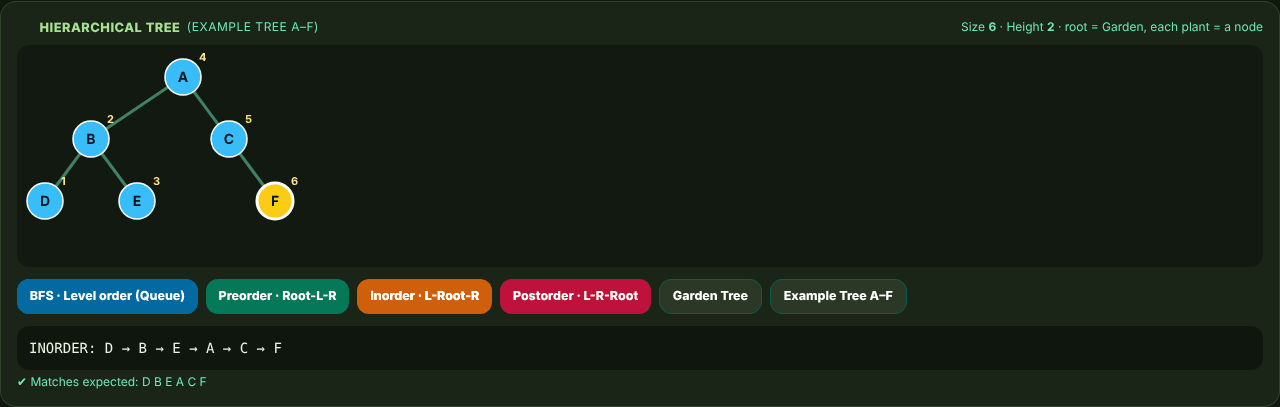 HIERARCHICAL TREE (EXAMPLE TREE A–F)
Size 6 · Height 2 · root = Garden, each plant = a node
A 4
B 2
C 5
D 1
E 3
F 6
BFS · Level order (Queue)
Preorder · Root-L-R
Inorder · L-Root-R
Postorder · L-R-Root
Garden Tree
Example Tree A–F
INORDER: D → B → E → A → C → F
✔ Matches expected: D B E A C F